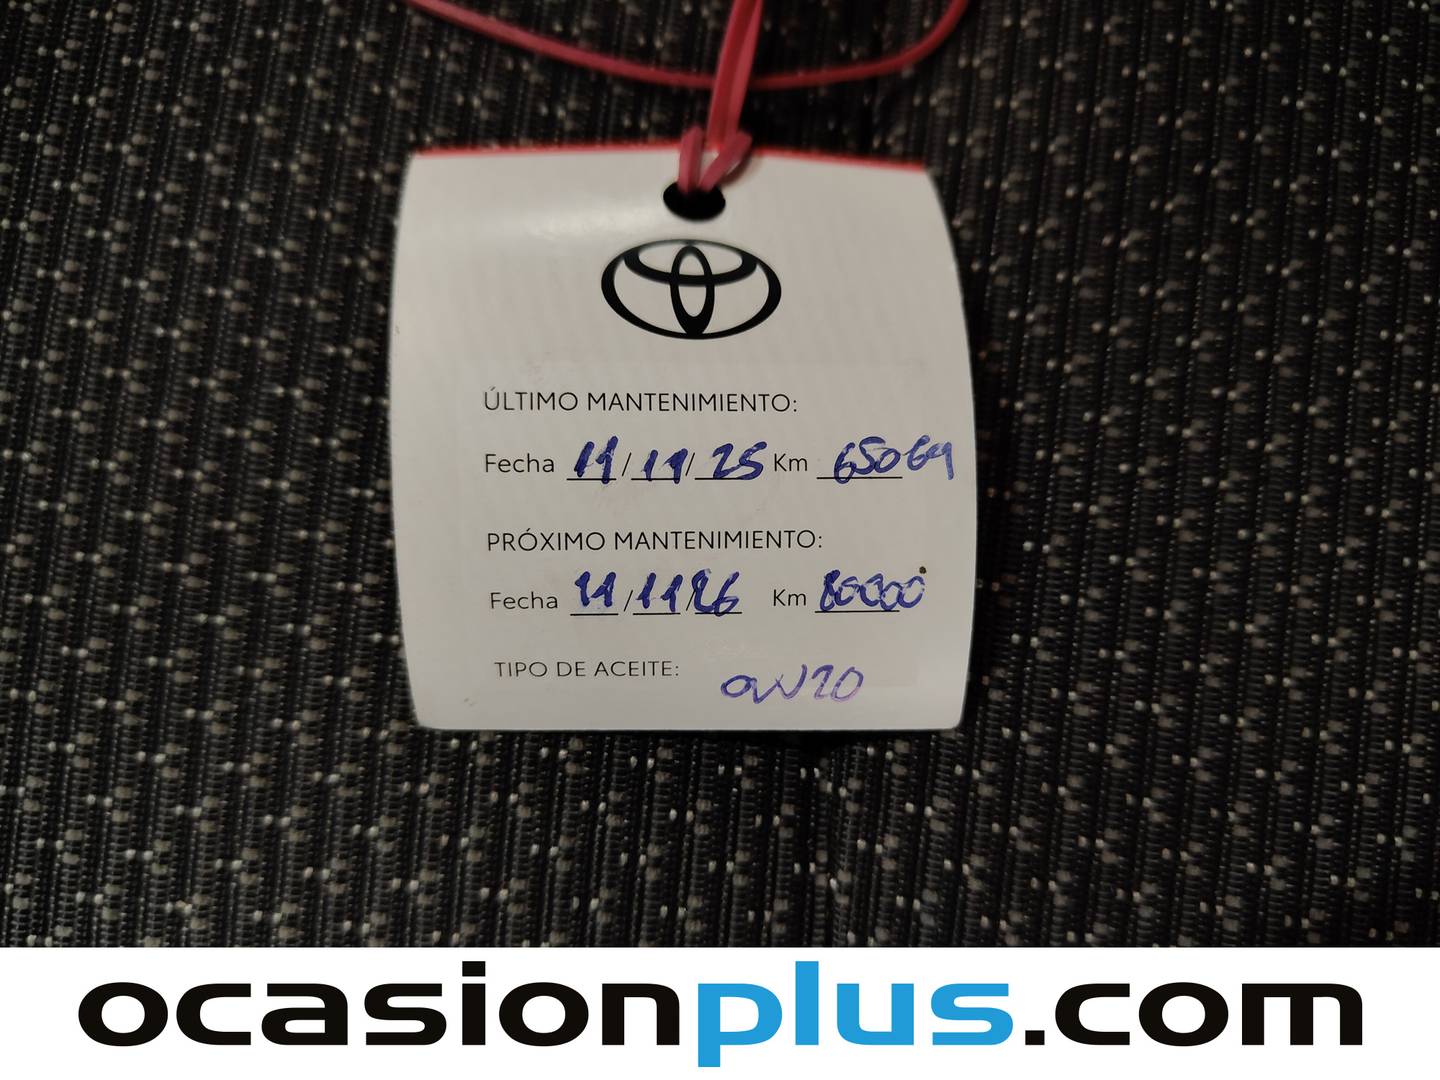 ÚLTIMO MANTENIMIENTO:
Fecha 11/11/25 Km 65069
PRÓXIMO MANTENIMIENTO:
Fecha 11/11/26 Km 80000
TIPO DE ACEITE: 0W20
ocasionplus.com